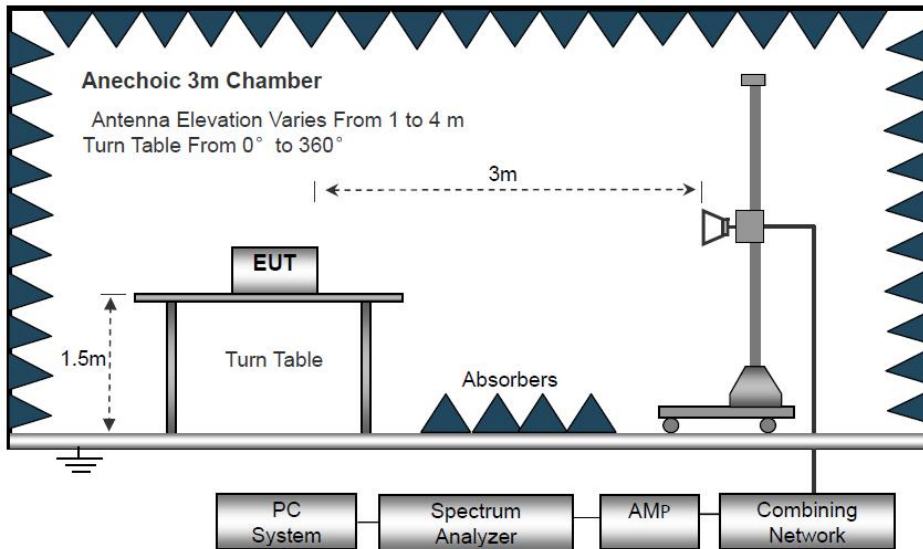 Anechoic 3m Chamber
Antenna Elevation Varies From 1 to 4 m
Turn Table From 0° to 360°
3m
EUT
1.5m
Turn Table
Absorbers
PC
System
Spectrum
Analyzer
AMP
Combining
Network